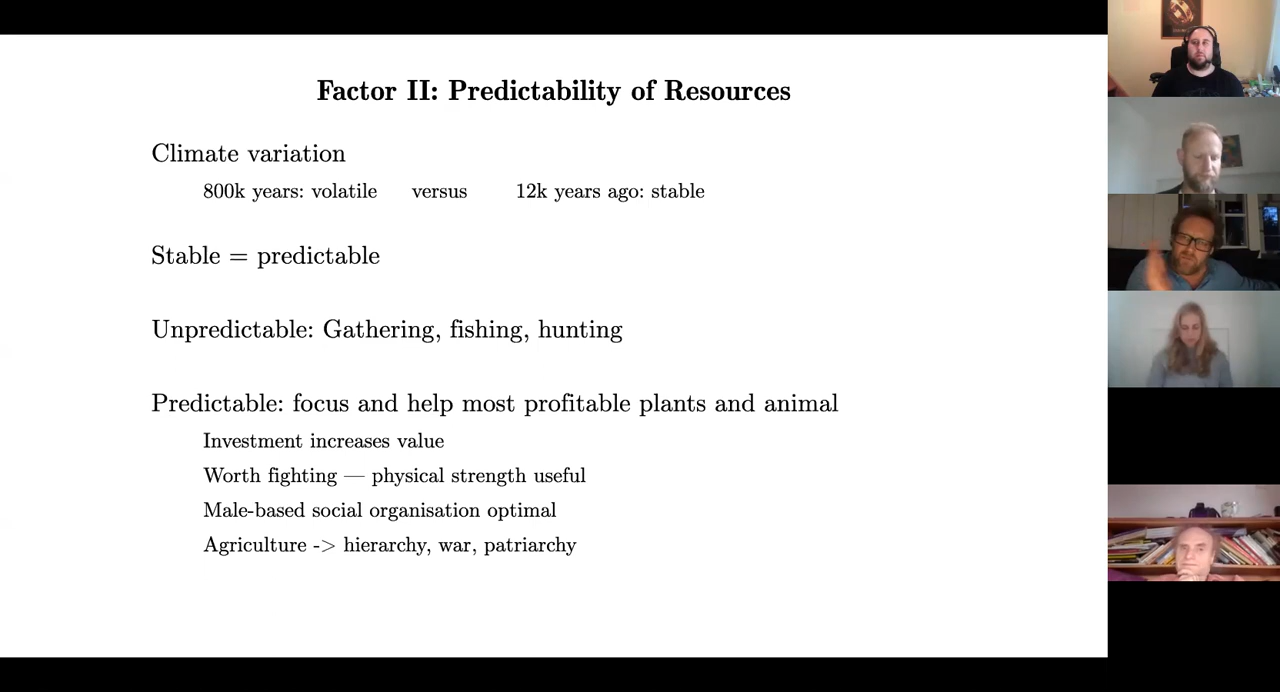 Factor II: Predictability of Resources
Climate variation
800k years: volatile versus 12k years ago: stable
Stable = predictable
Unpredictable: Gathering, fishing, hunting
Predictable: focus and help most profitable plants and animal
Investment increases value
Worth fighting — physical strength useful
Male-based social organisation optimal
Agriculture -> hierarchy, war, patriarchy